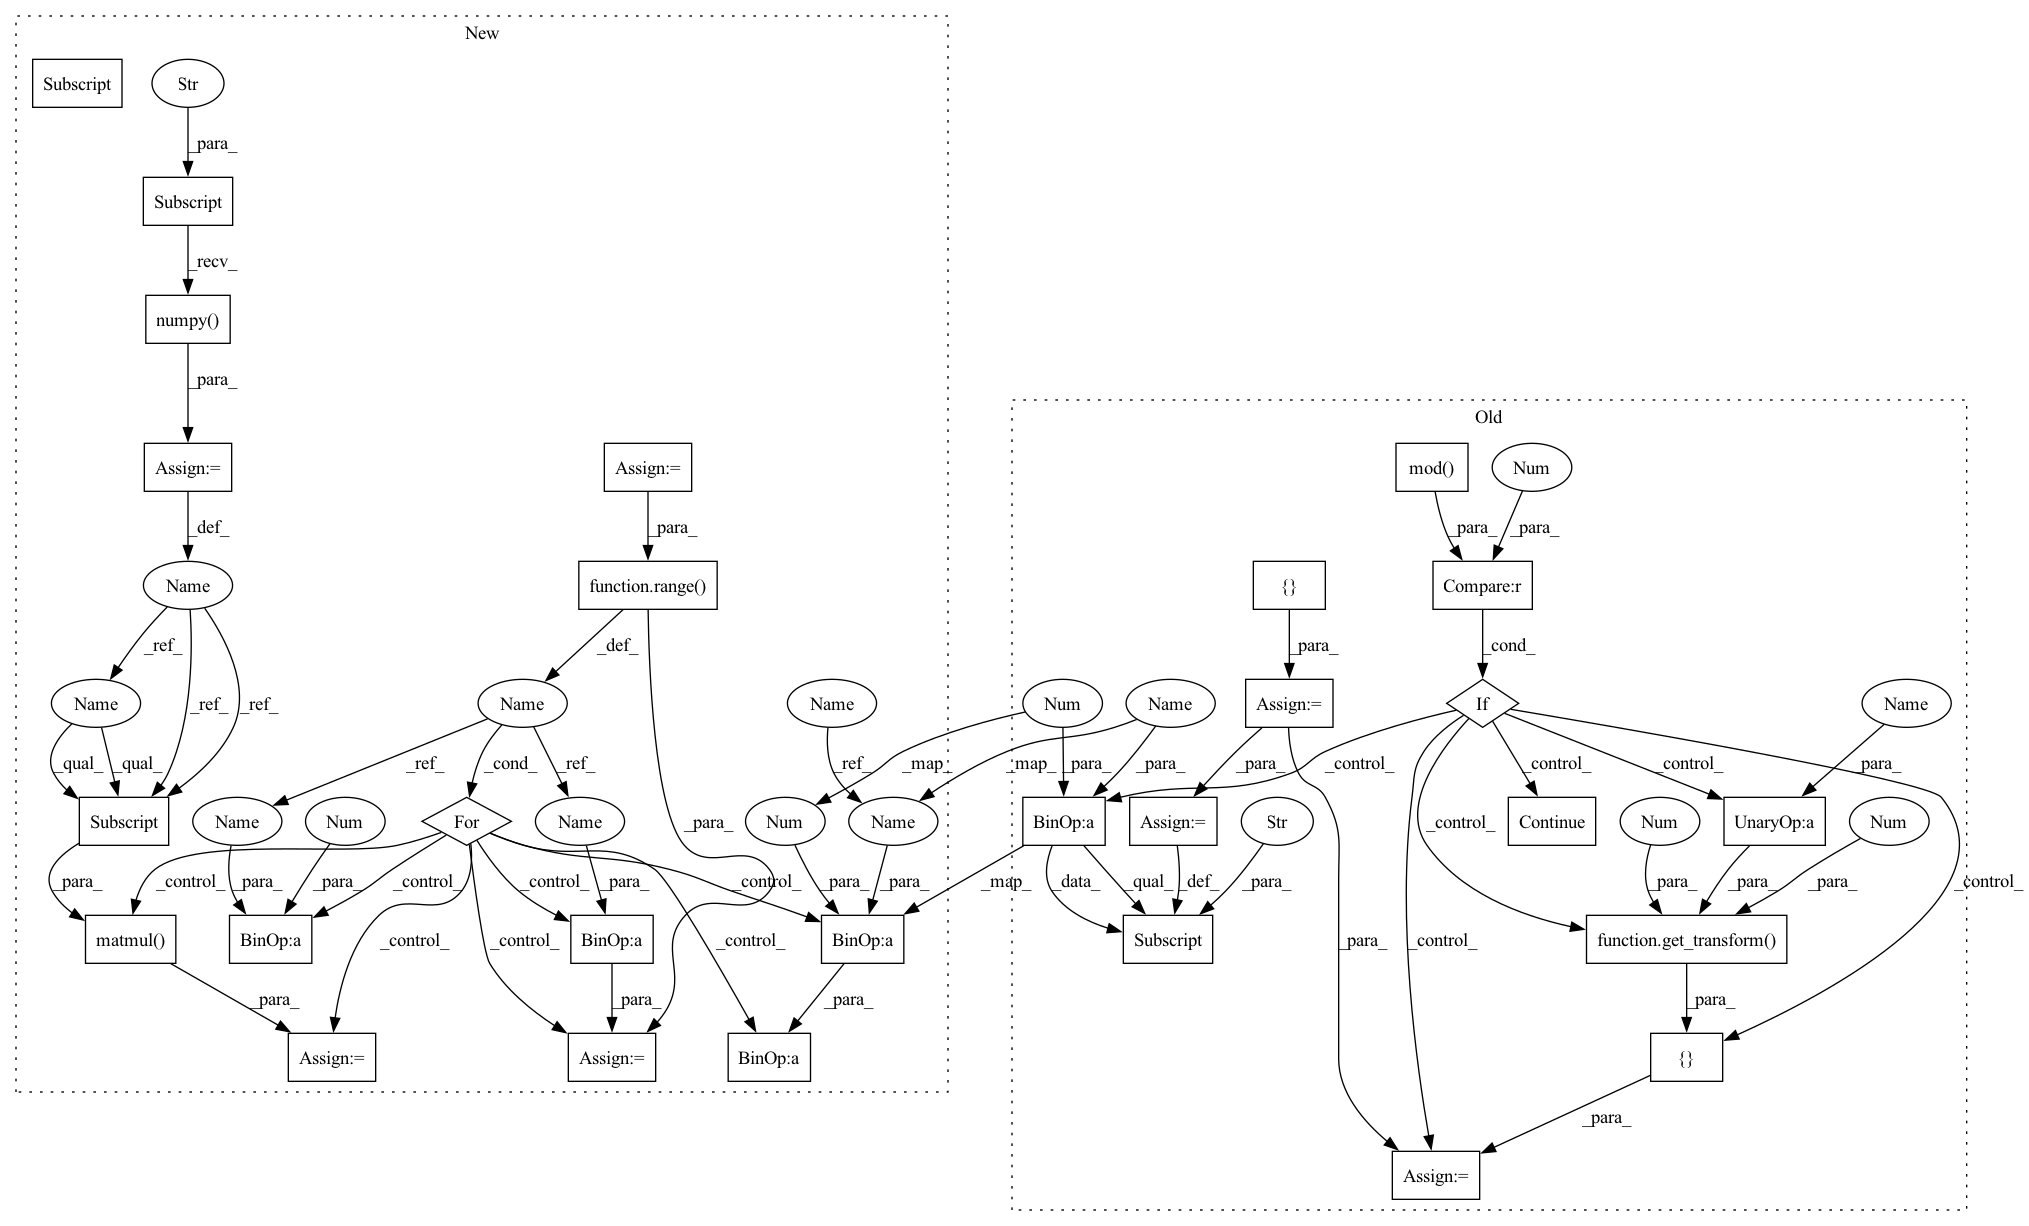 New
Subscript
Str
_para_
Subscript
_recv_
numpy()
_para_
Old
Assign:=
Assign:=
mod()
Num
_def_
_para_
_para_
_para_
Name
function.range()
{}
Compare:r
_ref_
_ref_
_ref_
_def_
_para_
_cond_
Name
Name
Name
Num
Name
Assign:=
If
Name
_qual_
_qual_
_ref_
_cond_
_ref_
_ref_
_map_
_map_
_para_
_para_
_para_
_control_
_control_
_control_
_para_
Subscript
Name
Num
For
Name
_para_
Num
Name
BinOp:a
Assign:=
Str
Continue
Num
UnaryOp:a
Num
_control_
_para_
_control_
_para_
_para_
_control_
_control_
_para_
_control_
_para_
_para_
_map_
_data_
_qual_
_def_
_para_
_para_
_para_
_para_
_control_
matmul()
BinOp:a
BinOp:a
BinOp:a
Subscript
function.get_transform()
_control_
_control_
_control_
_para_
_control_
_para_
_para_
_para_
_para_
Assign:=
Assign:=
BinOp:a
{}
_para_
Assign:=